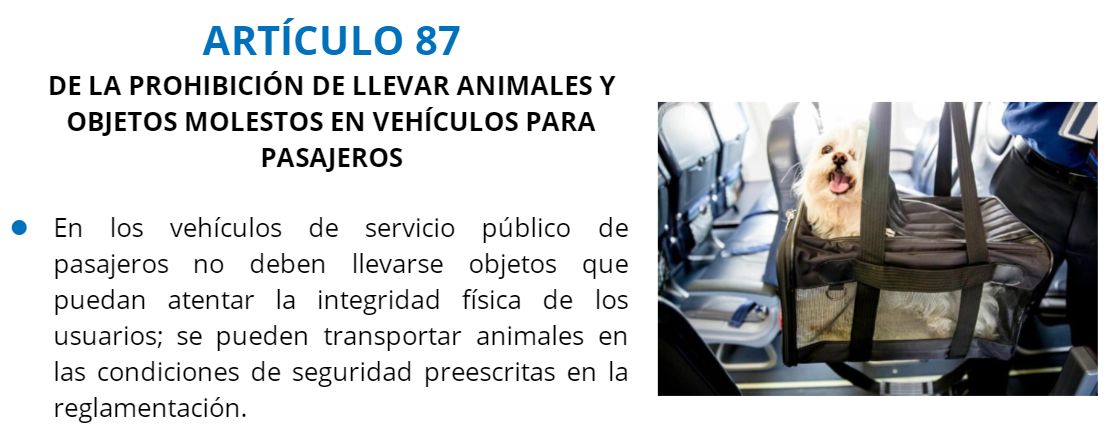 ARTÍCULO 87
DE LA PROHIBICIÓN DE LLEVAR ANIMALES Y
OBJETOS MOLESTOS EN VEHÍCULOS PARA
PASAJEROS
En los vehículos de servicio público de
pasajeros no deben llevarse objetos que
puedan atentar la integridad física de los
usuarios; se pueden transportar animales en
las condiciones de seguridad preescritas en la
reglamentación.